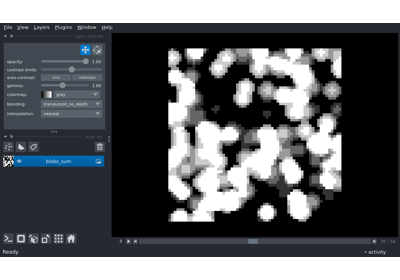 File View Layers Plugins Window Help
opacity: 1.00
contrast limits:
auto-contrast: once continuous
gamma: 1.00
colormap: gray
blending: translucent_no_depth
interpolation: nearest
blobs_sum
Ready
activity